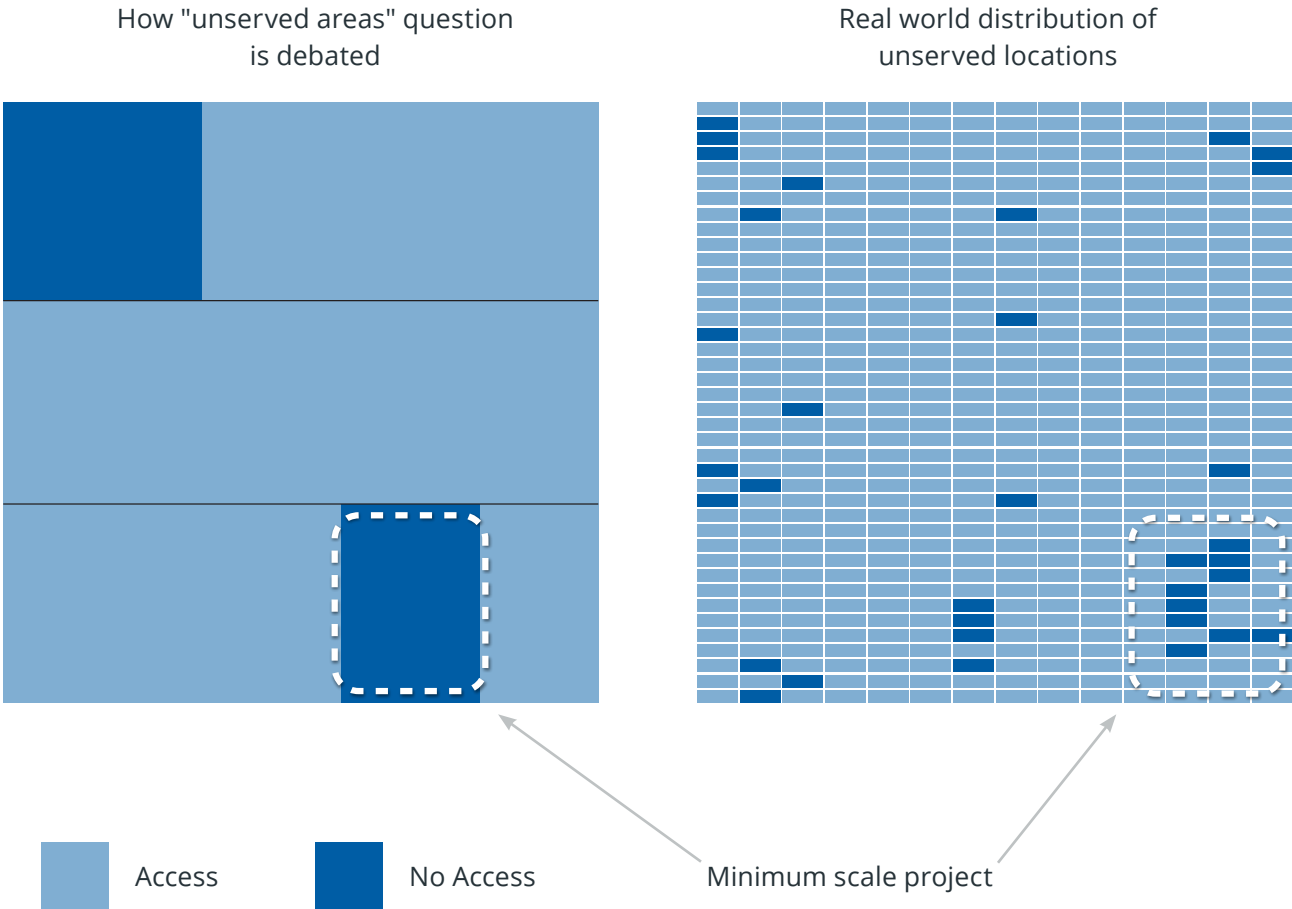 How "unserved areas" question
is debated
Real world distribution of
unserved locations
Access
No Access
Minimum scale project